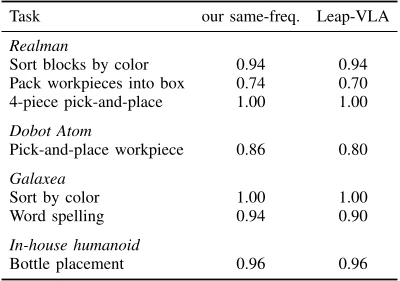 Task our same-freq. Leap-VLA
Realman
Sort blocks by color 0.94 0.94
Pack workpieces into box 0.74 0.70
4-piece pick-and-place 1.00 1.00
Dobot Atom
Pick-and-place workpiece 0.86 0.80
Galaxea
Sort by color 1.00 1.00
Word spelling 0.94 0.90
In-house humanoid
Bottle placement 0.96 0.96